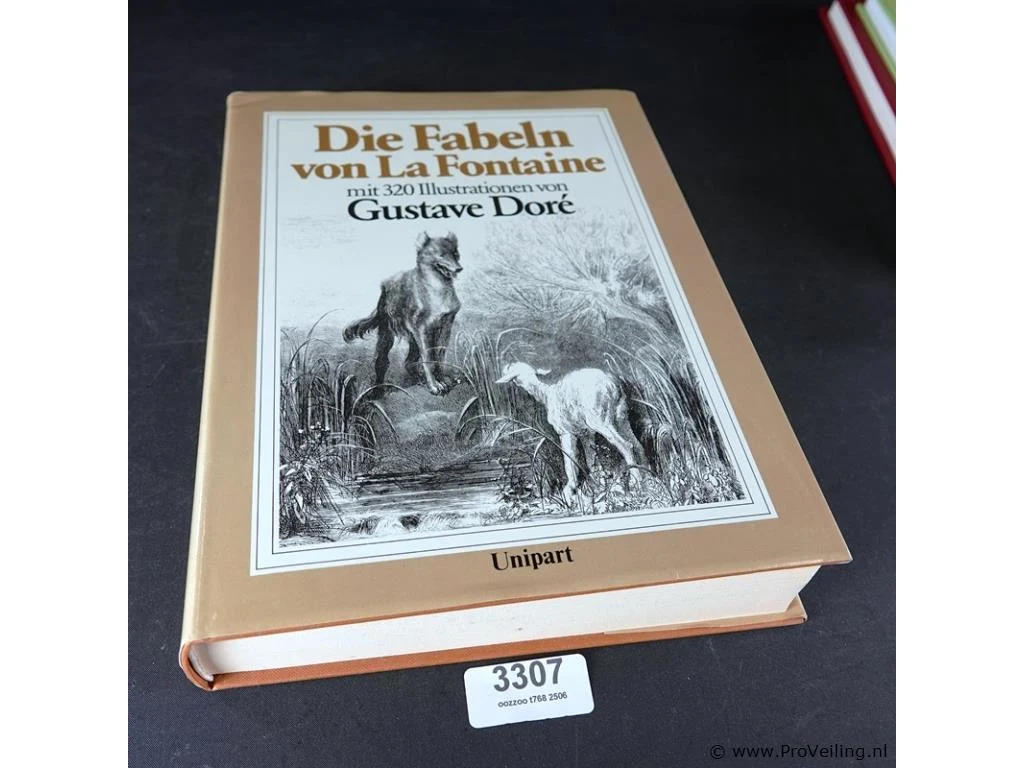 Die Fabeln
von La Fontaine
mit 320 Illustrationen von
Gustave Doré
Unipart
3307
oozzoo t768 2506
© www.ProVeiling.nl